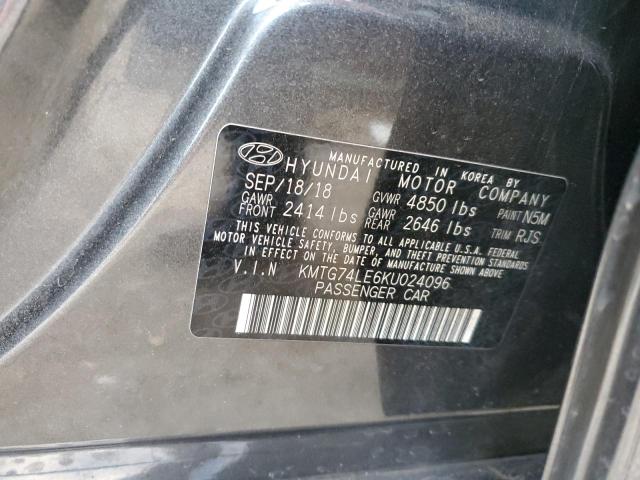 MANUFACTURED IN KOREA BY
HYUNDAI MOTOR COMPANY
SEP/18/18 GVWR 4850 lbs PAINT N5M
GAWR FRONT 2414 lbs GAWR REAR 2646 lbs TRIM RJS
THIS VEHICLE CONFORMS TO ALL APPLICABLE U.S.A. FEDERAL
MOTOR VEHICLE SAFETY, BUMPER, AND THEFT PREVENTION STANDARDS
IN EFFECT ON THE DATE OF MANUFACTURE SHOWN ABOVE.
V.I.N KMTG74LE6KU024096
PASSENGER CAR